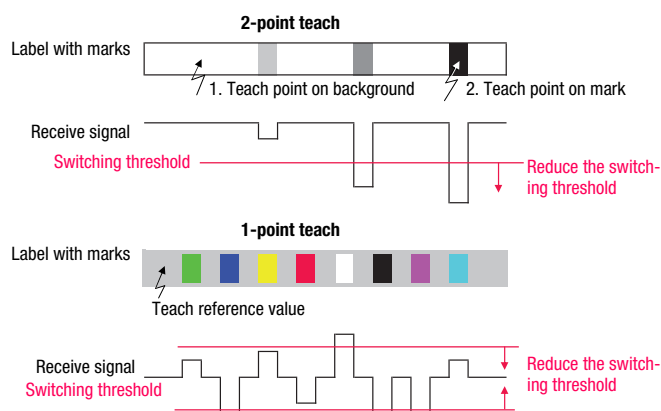 2-point teach
Label with marks
1. Teach point on background
2. Teach point on mark
Receive signal
Switching threshold
Reduce the switch-
ing threshold
1-point teach
Label with marks
Teach reference value
Receive signal
Switching threshold
Reduce the switch-
ing threshold